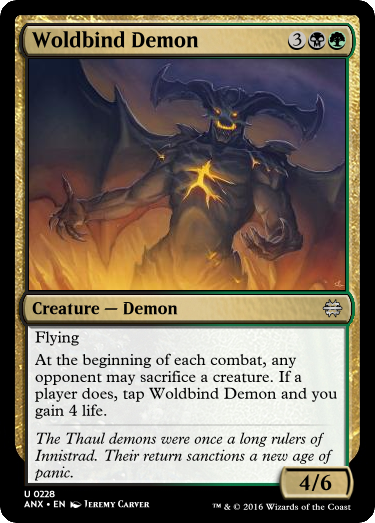 Woldbind Demon 3
Creature — Demon
Flying
At the beginning of each combat, any
opponent may sacrifice a creature. If a
player does, tap Woldbind Demon and you
gain 4 life.
The Thaul demons were once a long rulers of
Innistrad. Their return sanctions a new age of
panic.
4/6
U 0228
ANX • EN Jeremy Carver
™ & © 2016 Wizards of the Coast